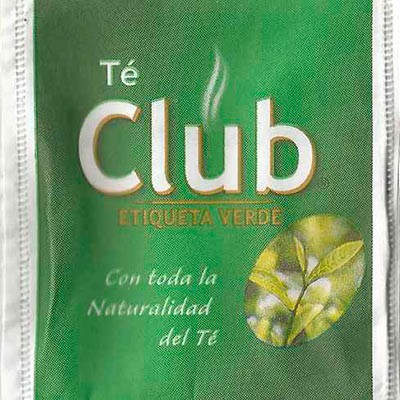 Té
Club®
ETIQUETA VERDE
Con toda la
Naturalidad
del Té